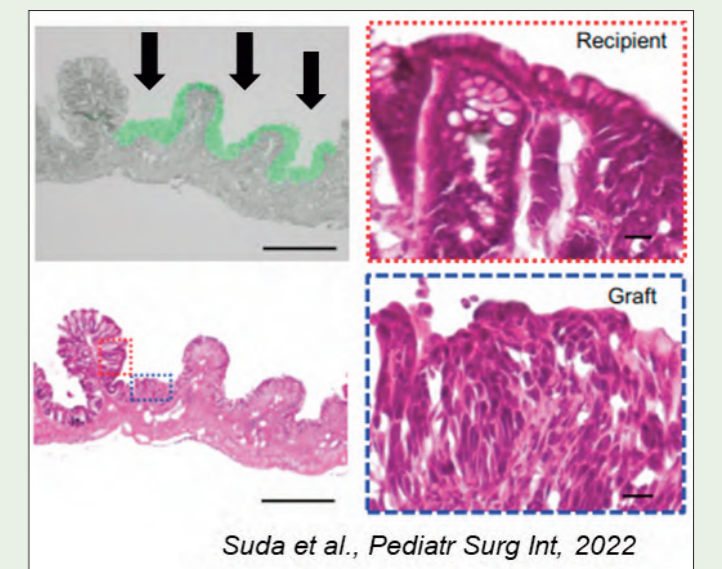 Recipient
Graft
Suda et al., Pediatr Surg Int, 2022